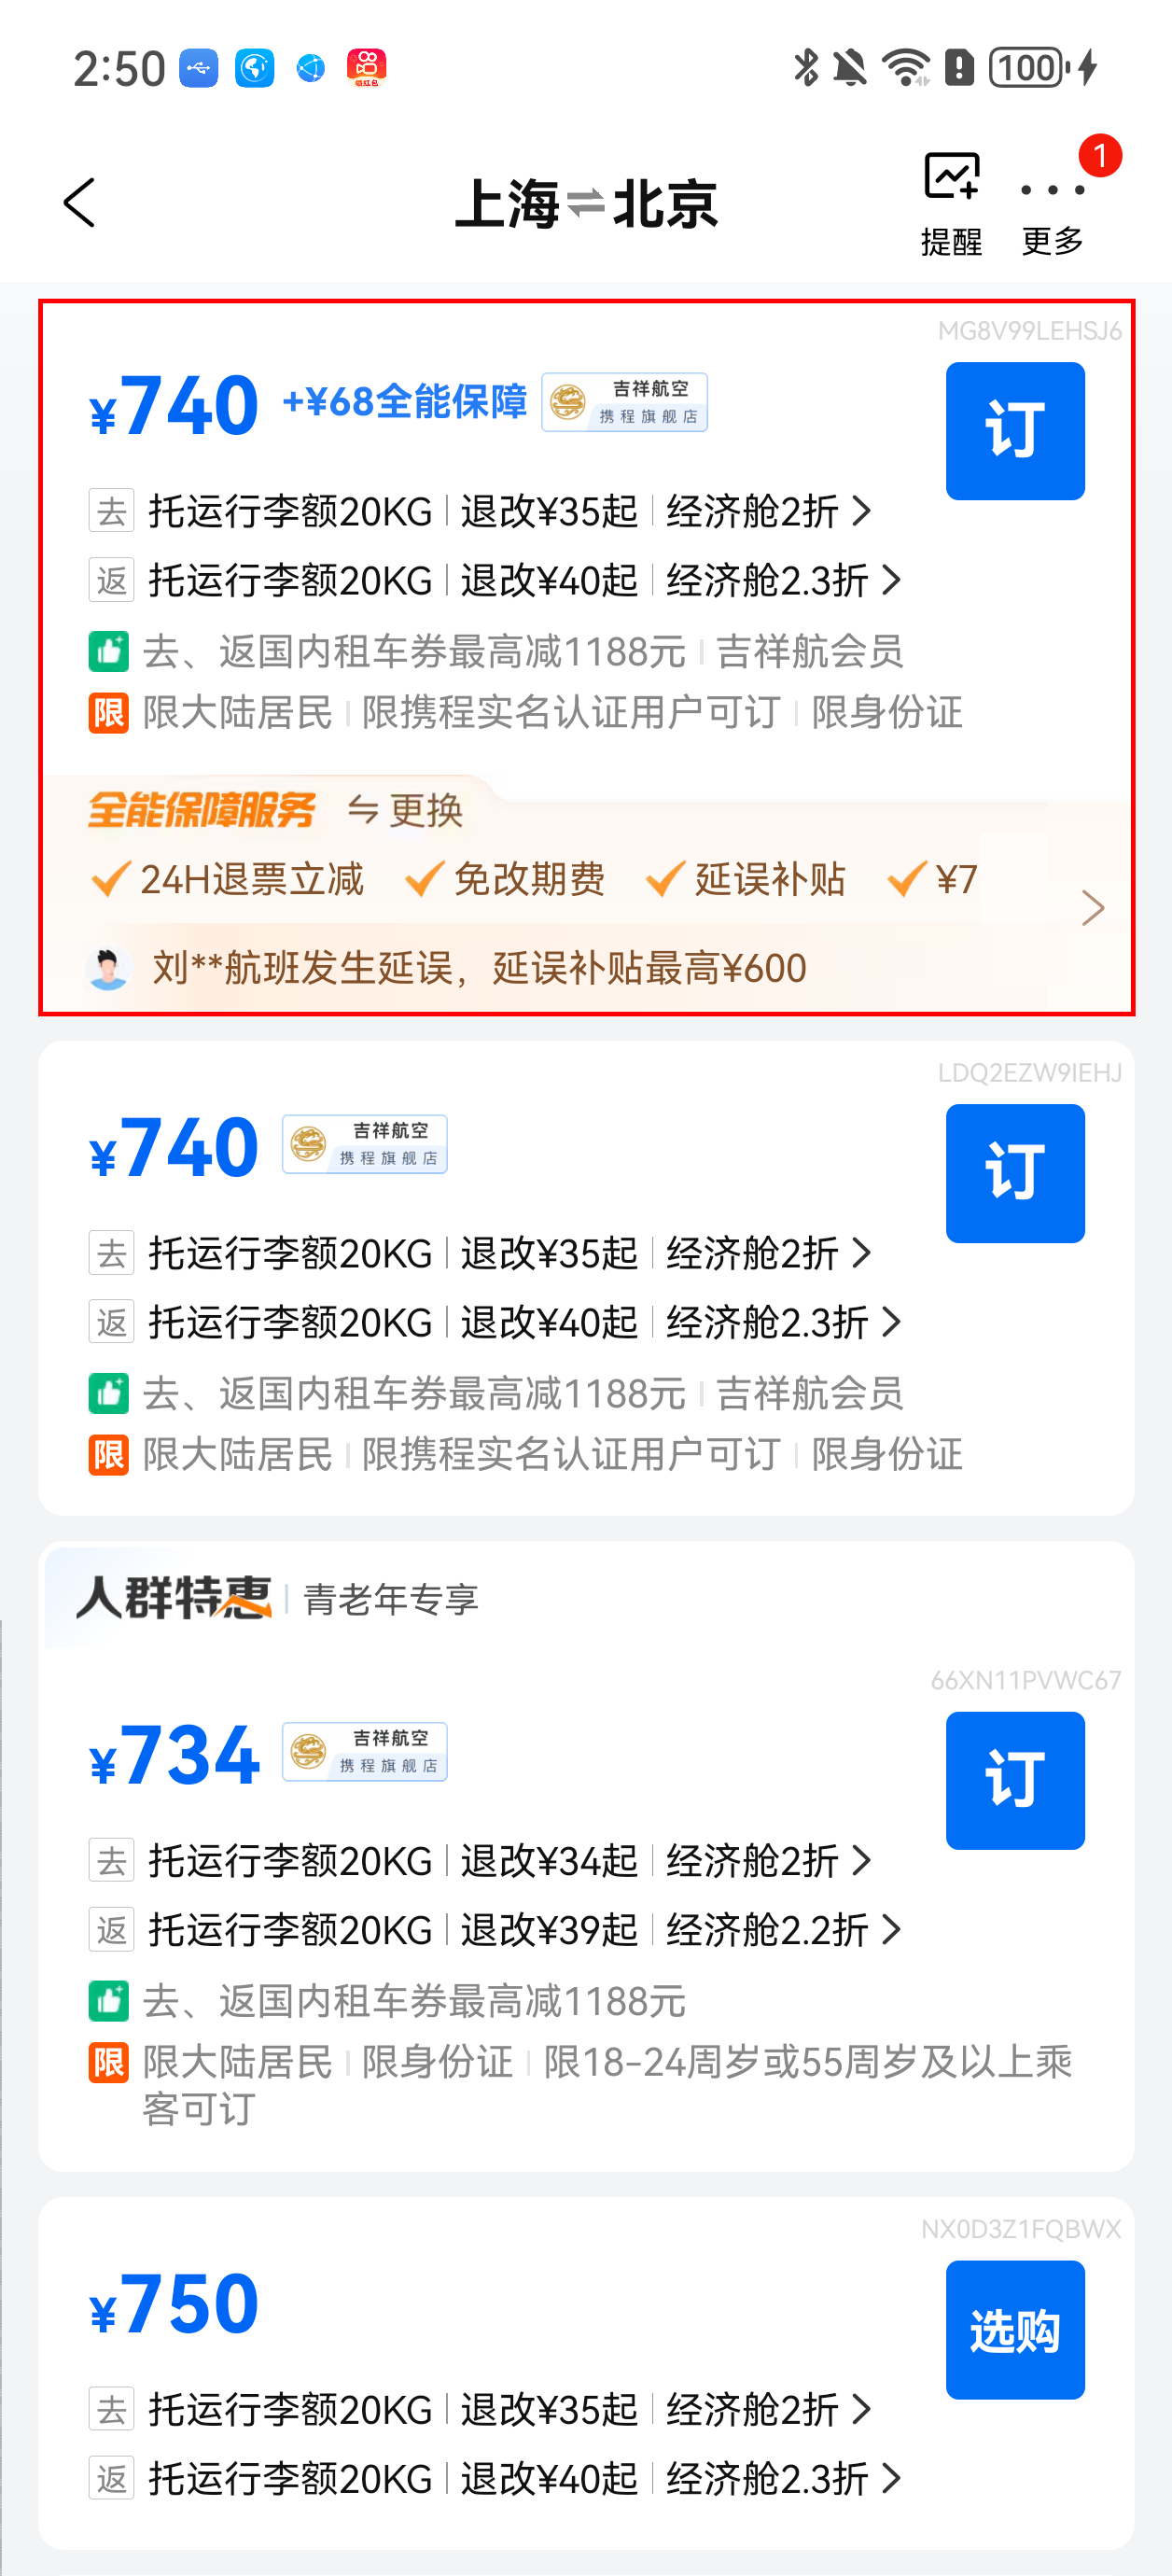 2:50
领红包
100
上海⇌北京
提醒
更多
1
MG8V99LEHSJ6
¥740 +¥68全能保障 吉祥航空 携程旗舰店
订
去 托运行李额20KG | 退改¥35起 | 经济舱2折 >
返 托运行李额20KG | 退改¥40起 | 经济舱2.3折 >
去、返国内租车券最高减1188元 | 吉祥航会员
限 限大陆居民 | 限携程实名认证用户可订 | 限身份证
全能保障服务 ⇋更换
24H退票立减 免改期费 延误补贴 ¥7
刘**航班发生延误，延误补贴最高¥600
LDQ2EZW9IEHJ
¥740 吉祥航空 携程旗舰店
订
去 托运行李额20KG | 退改¥35起 | 经济舱2折 >
返 托运行李额20KG | 退改¥40起 | 经济舱2.3折 >
去、返国内租车券最高减1188元 | 吉祥航会员
限 限大陆居民 | 限携程实名认证用户可订 | 限身份证
人群特惠 | 青老年专享
66XN11PVWC67
¥734 吉祥航空 携程旗舰店
订
去 托运行李额20KG | 退改¥34起 | 经济舱2折 >
返 托运行李额20KG | 退改¥39起 | 经济舱2.2折 >
去、返国内租车券最高减1188元
限 限大陆居民 | 限身份证 | 限18-24周岁或55周岁及以上乘
客可订
NX0D3Z1FQBWX
¥750
选购
去 托运行李额20KG | 退改¥35起 | 经济舱2折 >
返 托运行李额20KG | 退改¥40起 | 经济舱2.3折 >